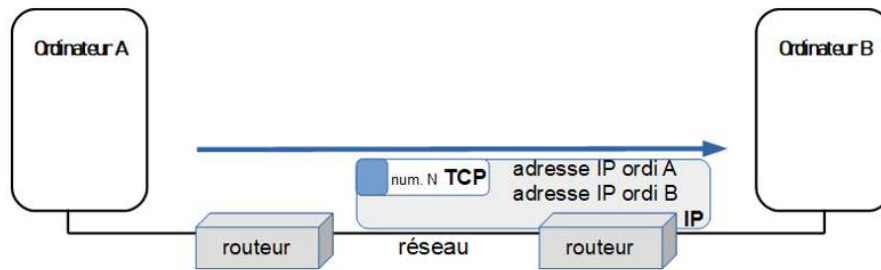 Ordinateur A
Ordinateur B
num. N TCP
adresse IP ordi A
adresse IP ordi B
IP
routeur
réseau
routeur